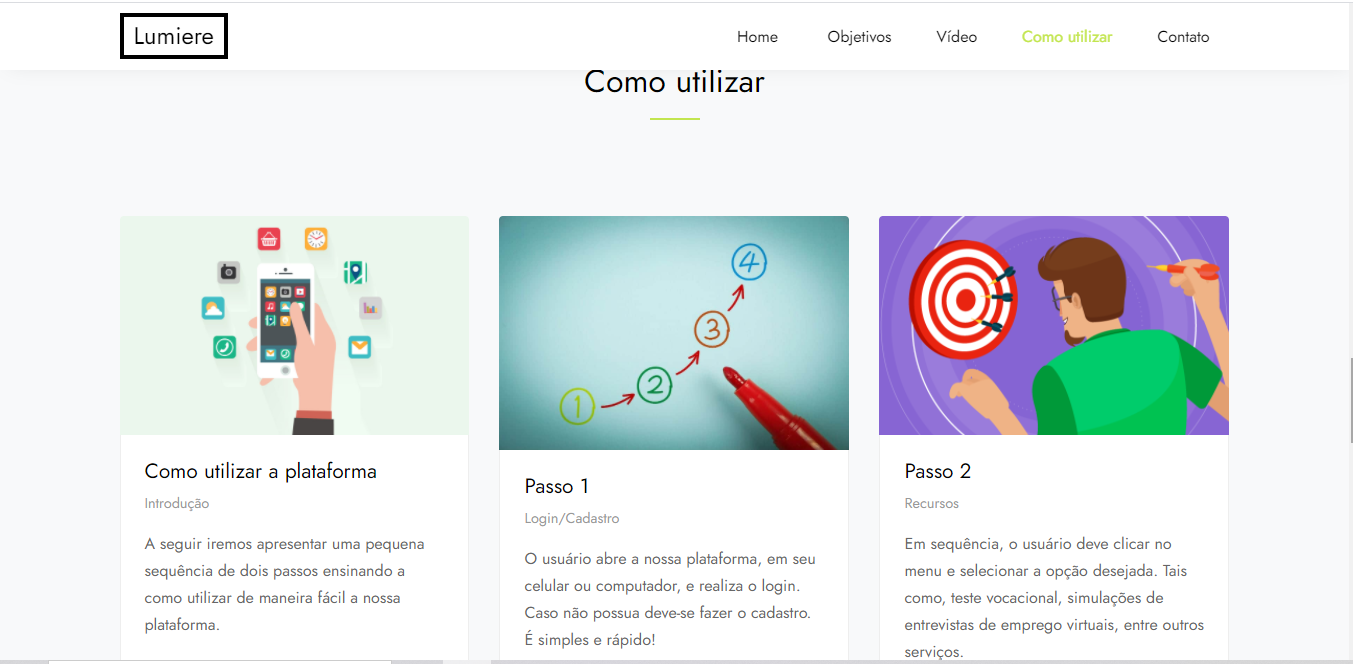 Lumiere
Home
Objetivos
Vídeo
Como utilizar
Contato
Como utilizar
1
2
3
4
Como utilizar a plataforma
Introdução
A seguir iremos apresentar uma pequena
sequência de dois passos ensinando a
como utilizar de maneira fácil a nossa
plataforma.
Passo 1
Login/Cadastro
O usuário abre a nossa plataforma, em seu
celular ou computador, e realiza o login.
Caso não possua deve-se fazer o cadastro.
É simples e rápido!
Passo 2
Recursos
Em sequência, o usuário deve clicar no
menu e selecionar a opção desejada. Tais
como, teste vocacional, simulações de
entrevistas de emprego virtuais, entre outros
serviços.